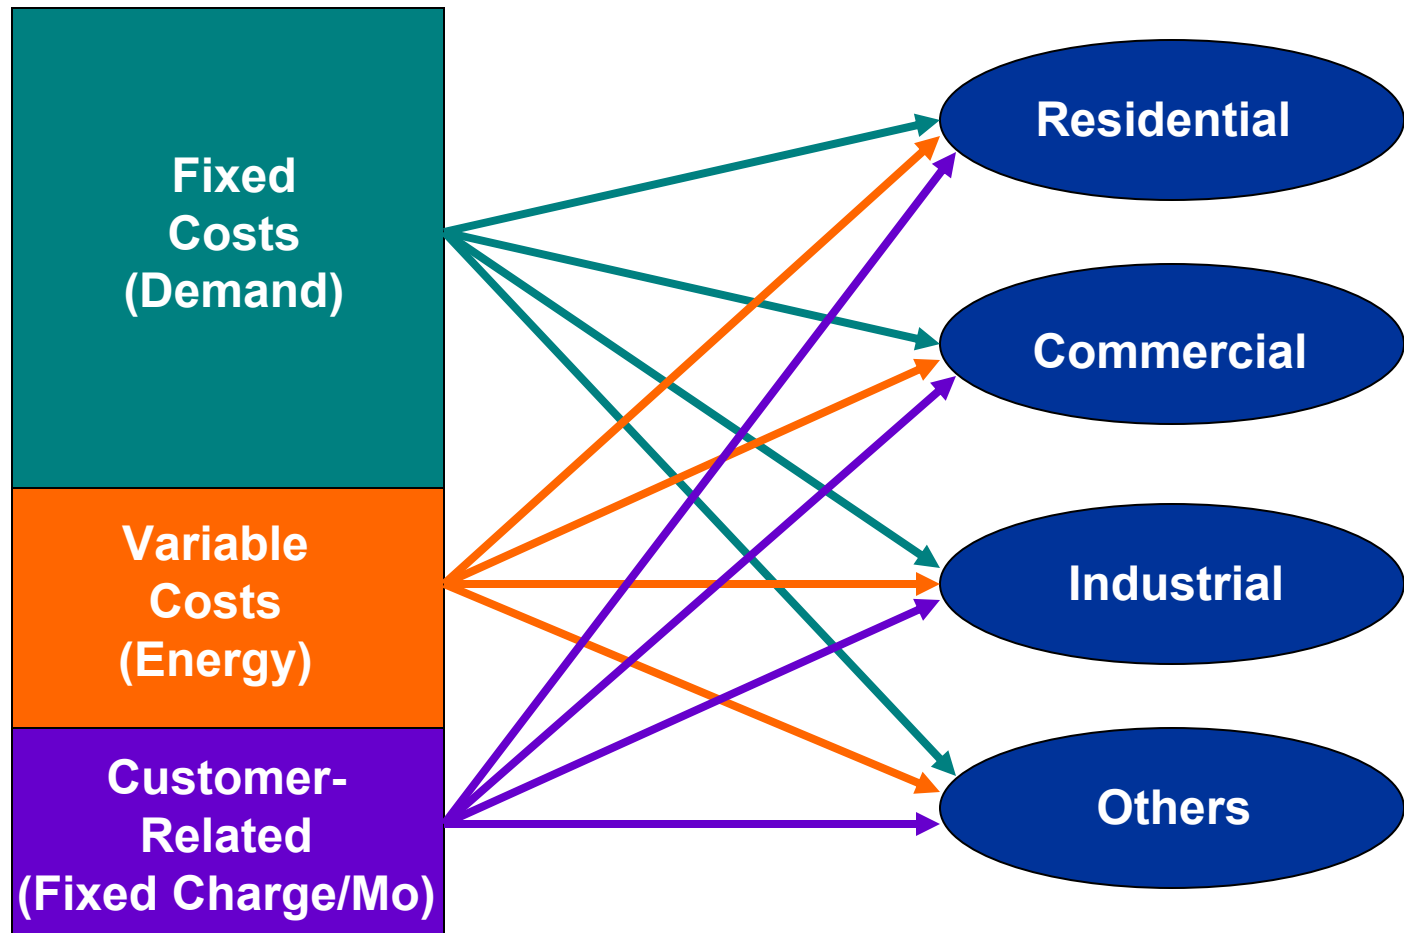 Fixed
Costs
(Demand)
Variable
Costs
(Energy)
Customer-
Related
(Fixed Charge/Mo)
Residential
Commercial
Industrial
Others